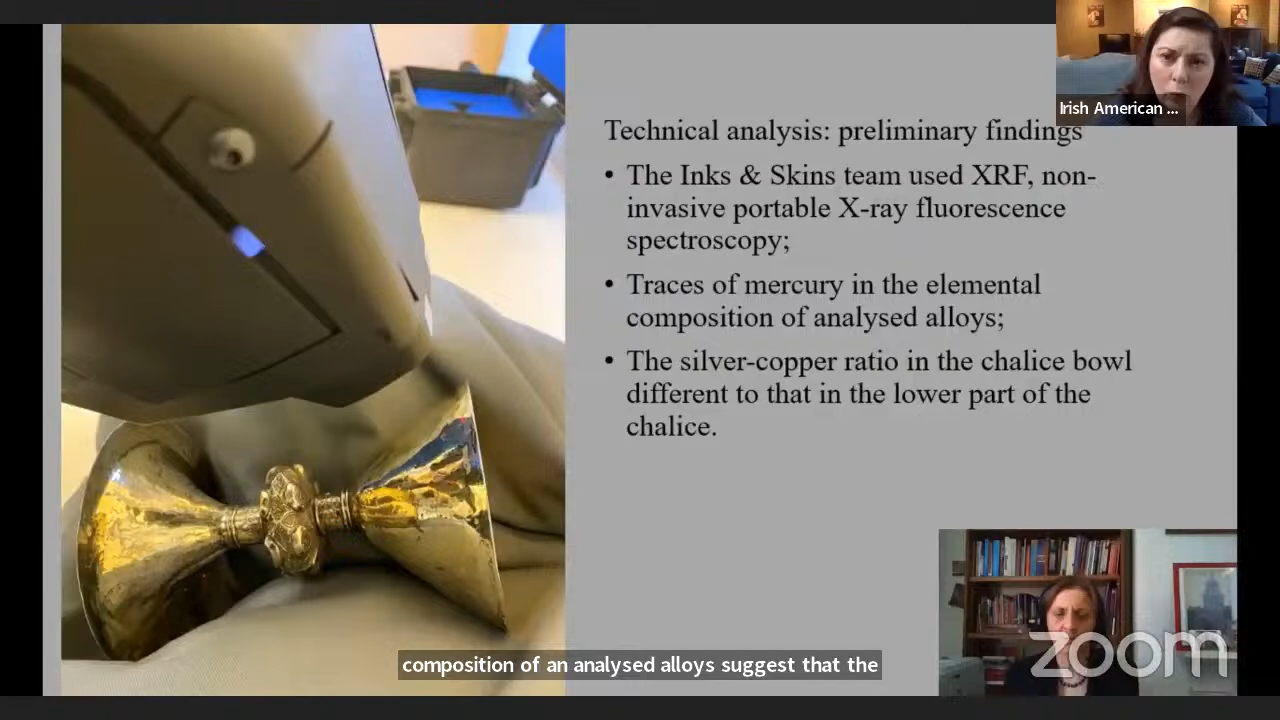 Irish American ...
Technical analysis: preliminary findings
• The Inks & Skins team used XRF, non-
invasive portable X-ray fluorescence
spectroscopy;
• Traces of mercury in the elemental
composition of analysed alloys;
• The silver-copper ratio in the chalice bowl
different to that in the lower part of the
chalice.
composition of an analysed alloys suggest that the
zoom